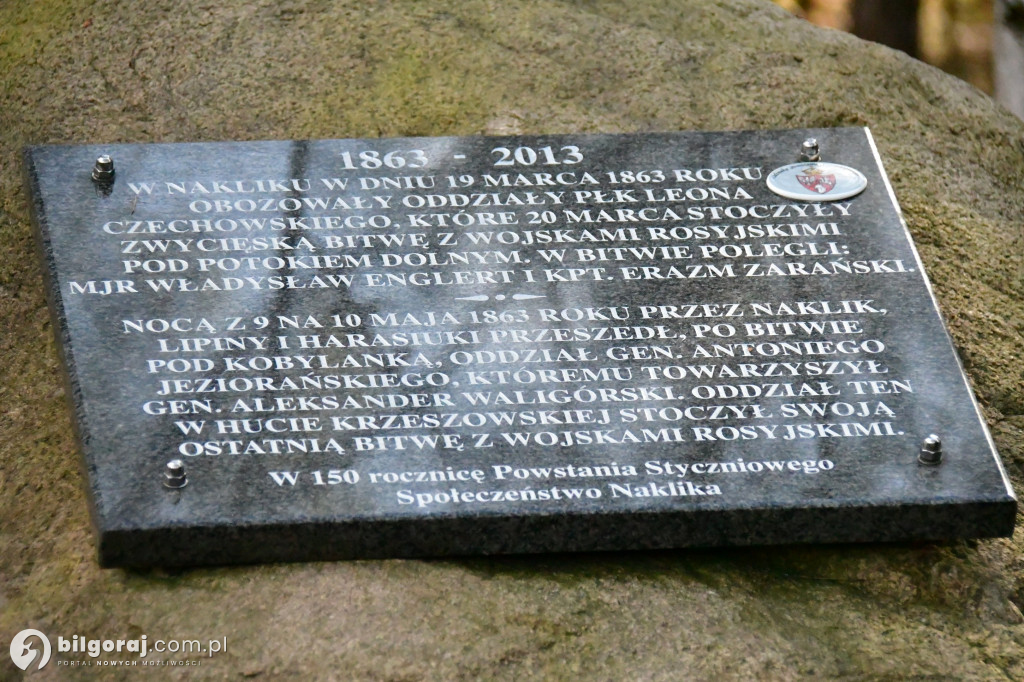 1863 - 2013
W NAKLIKU W DNIU 19 MARCA 1863 ROKU
OBOZOWAŁY ODDZIAŁY PŁK LEONA
CZECHOWSKIEGO, KTÓRE 20 MARCA STOCZYŁY
ZWYCIĘSKĄ BITWĘ Z WOJSKAMI ROSYJSKIMI
POD POTOKIEM DOLNYM. W BITWIE POLEGLI:
MJR WŁADYSŁAW ENGLERT I KPT. ERAZM ZARAŃSKI.
NOCĄ Z 9 NA 10 MAJA 1863 ROKU PRZEZ NAKLIK,
LIPINY I HARASIUKI PRZESZEDŁ, PO BITWIE
POD KOBYLANKĄ, ODDZIAŁ GEN. ANTONIEGO
JEZIORAŃSKIEGO, KTÓREMU TOWARZYSZYŁ
GEN. ALEKSANDER WALIGÓRSKI. ODDZIAŁ TEN
W HUCIE KRZESZOWSKIEJ STOCZYŁ SWOJĄ
OSTATNIĄ BITWĘ Z WOJSKAMI ROSYJSKIMI.
W 150 rocznicę Powstania Styczniowego
Społeczeństwo Naklika
bilgoraj.com.pl
PORTAL NOWYCH MOŻLIWOŚCI